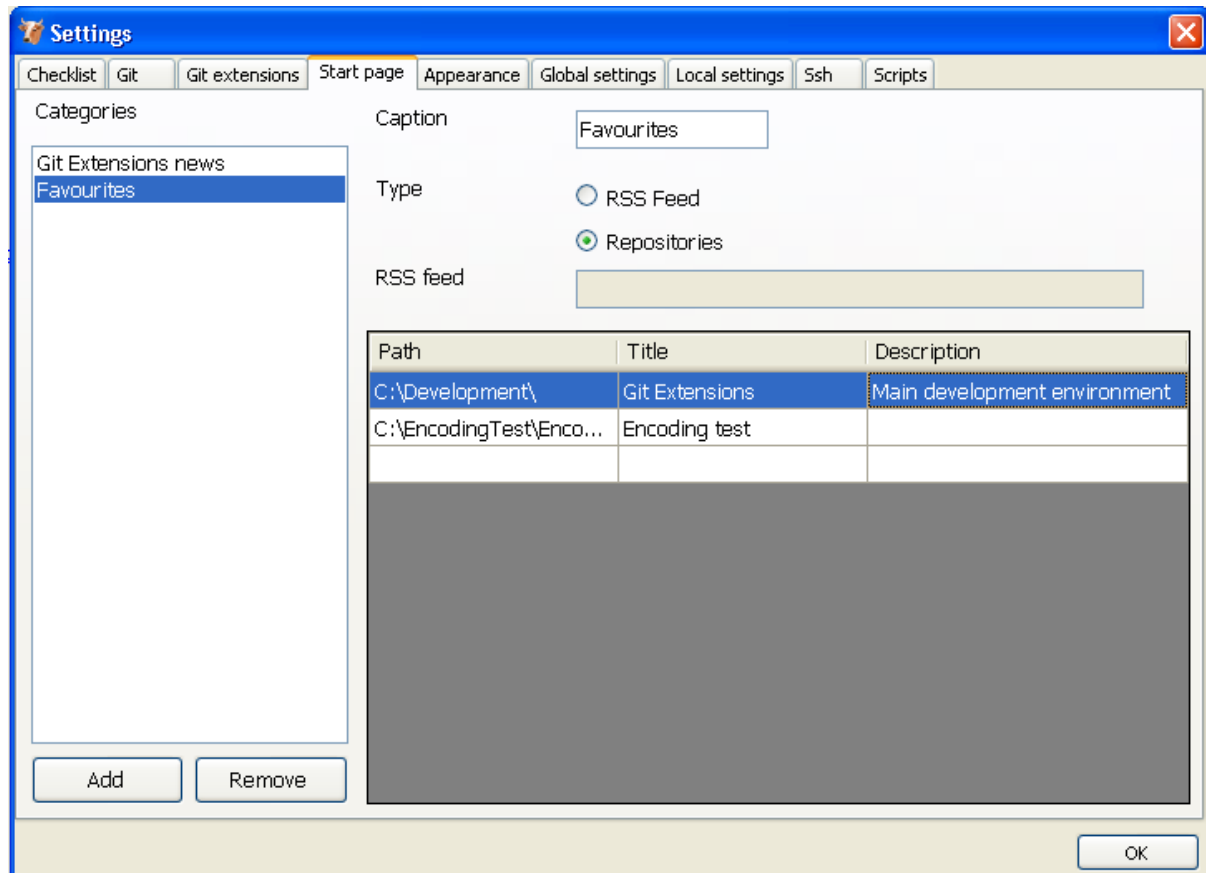 Settings
Checklist Git Git extensions Start page Appearance Global settings Local settings Ssh Scripts
Categories
Git Extensions news
Favourites
Add Remove
Caption Favourites
Type RSS Feed
Repositories
RSS feed
Path Title Description
C:\Development\ Git Extensions Main development environment
C:\EncodingTest\Enco... Encoding test
OK